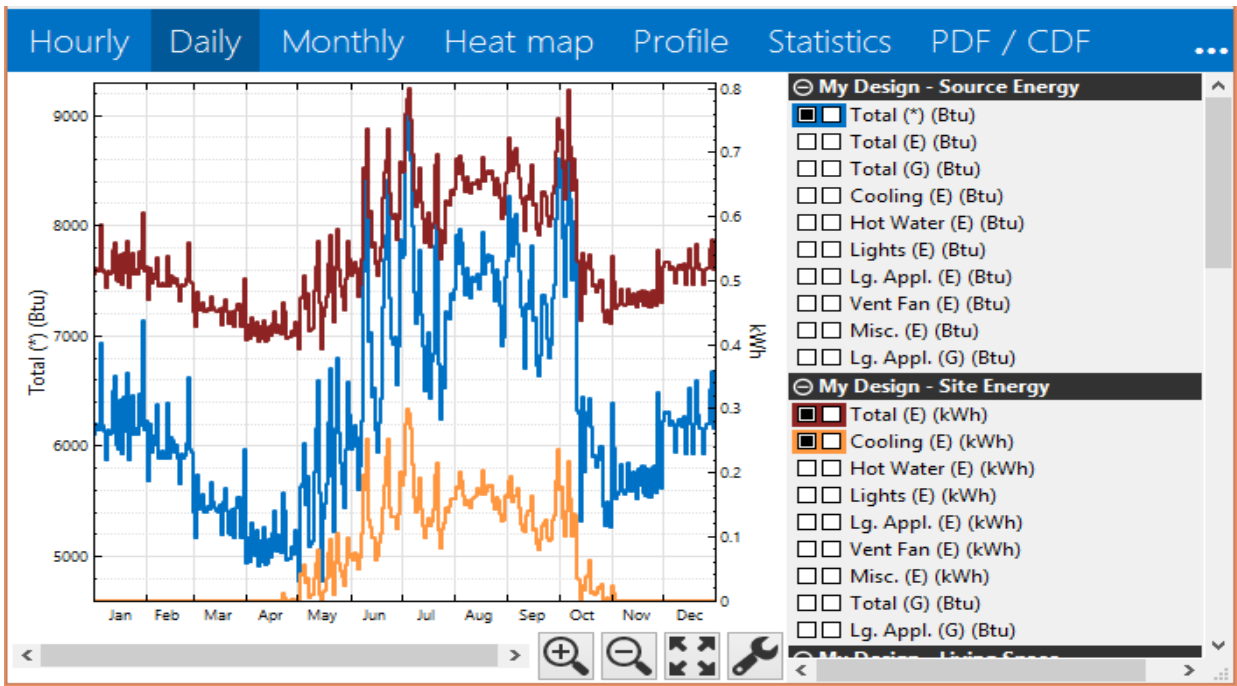 Hourly Daily Monthly Heat map Profile Statistics PDF / CDF ...
9000
8000
7000
6000
5000
Total (*) (Btu)
0.8
0.7
0.6
0.5
0.4
0.3
0.2
0.1
0
kWh
Jan Feb Mar Apr May Jun Jul Aug Sep Oct Nov Dec
My Design - Source Energy
Total (*) (Btu)
Total (E) (Btu)
Total (G) (Btu)
Cooling (E) (Btu)
Hot Water (E) (Btu)
Lights (E) (Btu)
Lg. Appl. (E) (Btu)
Vent Fan (E) (Btu)
Misc. (E) (Btu)
Lg. Appl. (G) (Btu)
My Design - Site Energy
Total (E) (kWh)
Cooling (E) (kWh)
Hot Water (E) (kWh)
Lights (E) (kWh)
Lg. Appl. (E) (kWh)
Vent Fan (E) (kWh)
Misc. (E) (kWh)
Total (G) (Btu)
Lg. Appl. (G) (Btu)
My Design - Living Space